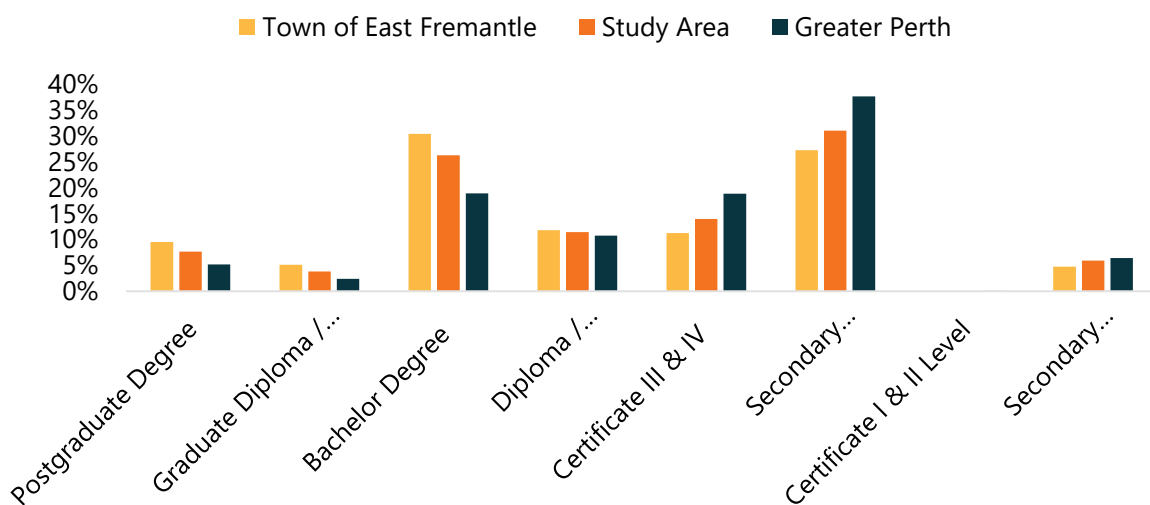 Town of East Fremantle Study Area Greater Perth
40%
35%
30%
25%
20%
15%
10%
5%
0%
Postgraduate Degree
Graduate Diploma /...
Bachelor Degree
Diploma /...
Certificate III & IV
Secondary...
Certificate I & II Level
Secondary...